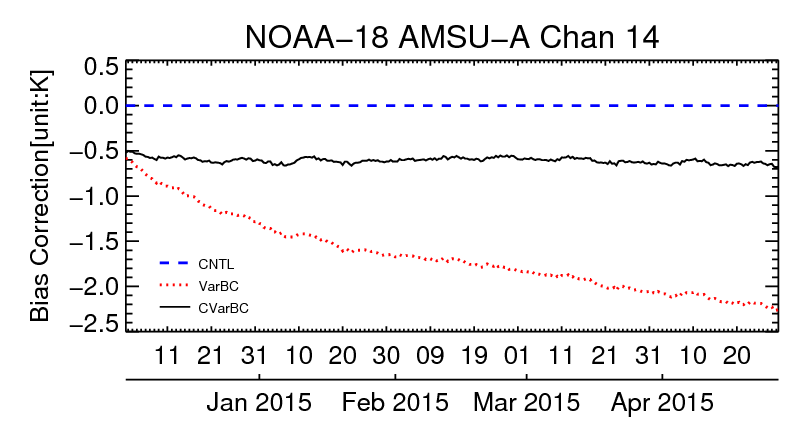 NOAA−18 AMSU−A Chan 14
Bias Correction[unit:K]
0.5
0.0
−0.5
−1.0
−1.5
−2.0
−2.5
CNTL
VarBC
CVarBC
11 21 31 10 20 30 09 19 01 11 21 31 10 20
Jan 2015 Feb 2015 Mar 2015 Apr 2015